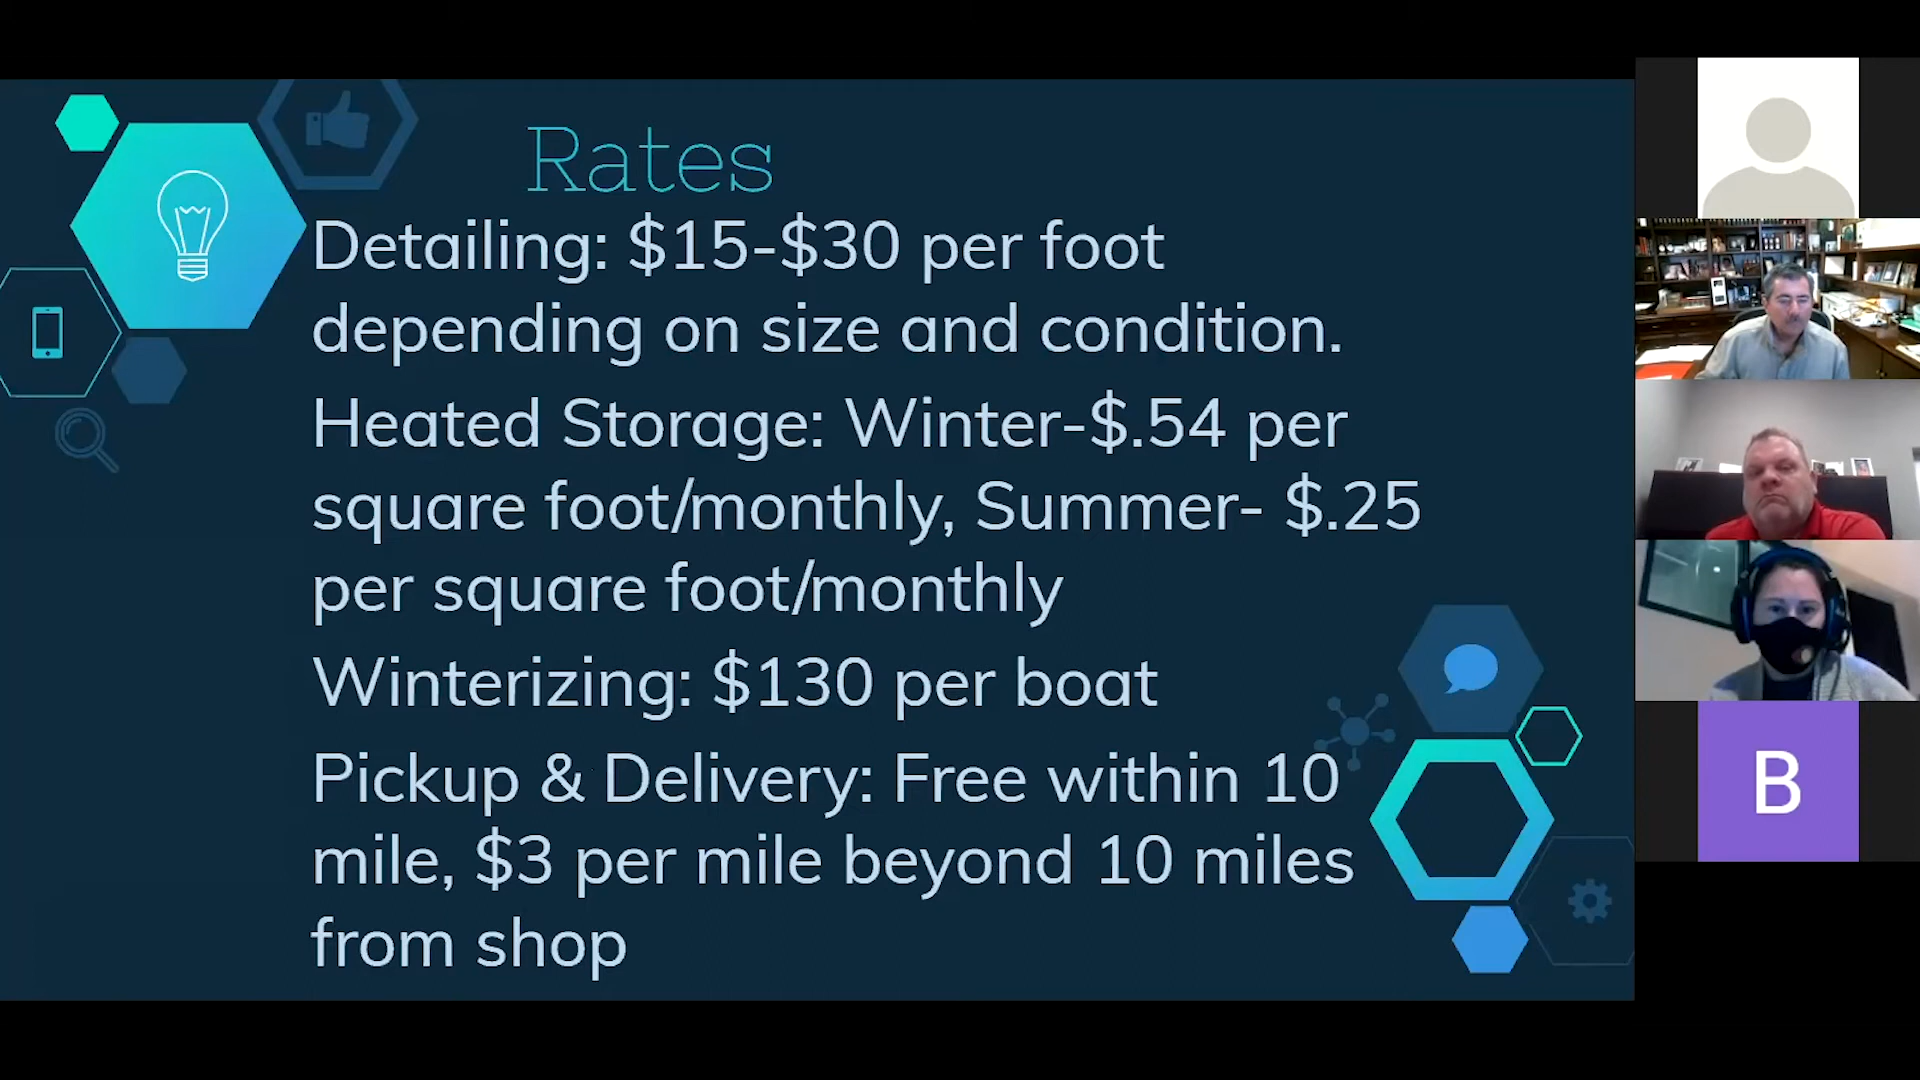 Rates
Detailing: $15-$30 per foot
depending on size and condition.
Heated Storage: Winter-$.54 per
square foot/monthly, Summer- $.25
per square foot/monthly
Winterizing: $130 per boat
Pickup & Delivery: Free within 10
mile, $3 per mile beyond 10 miles
from shop
B